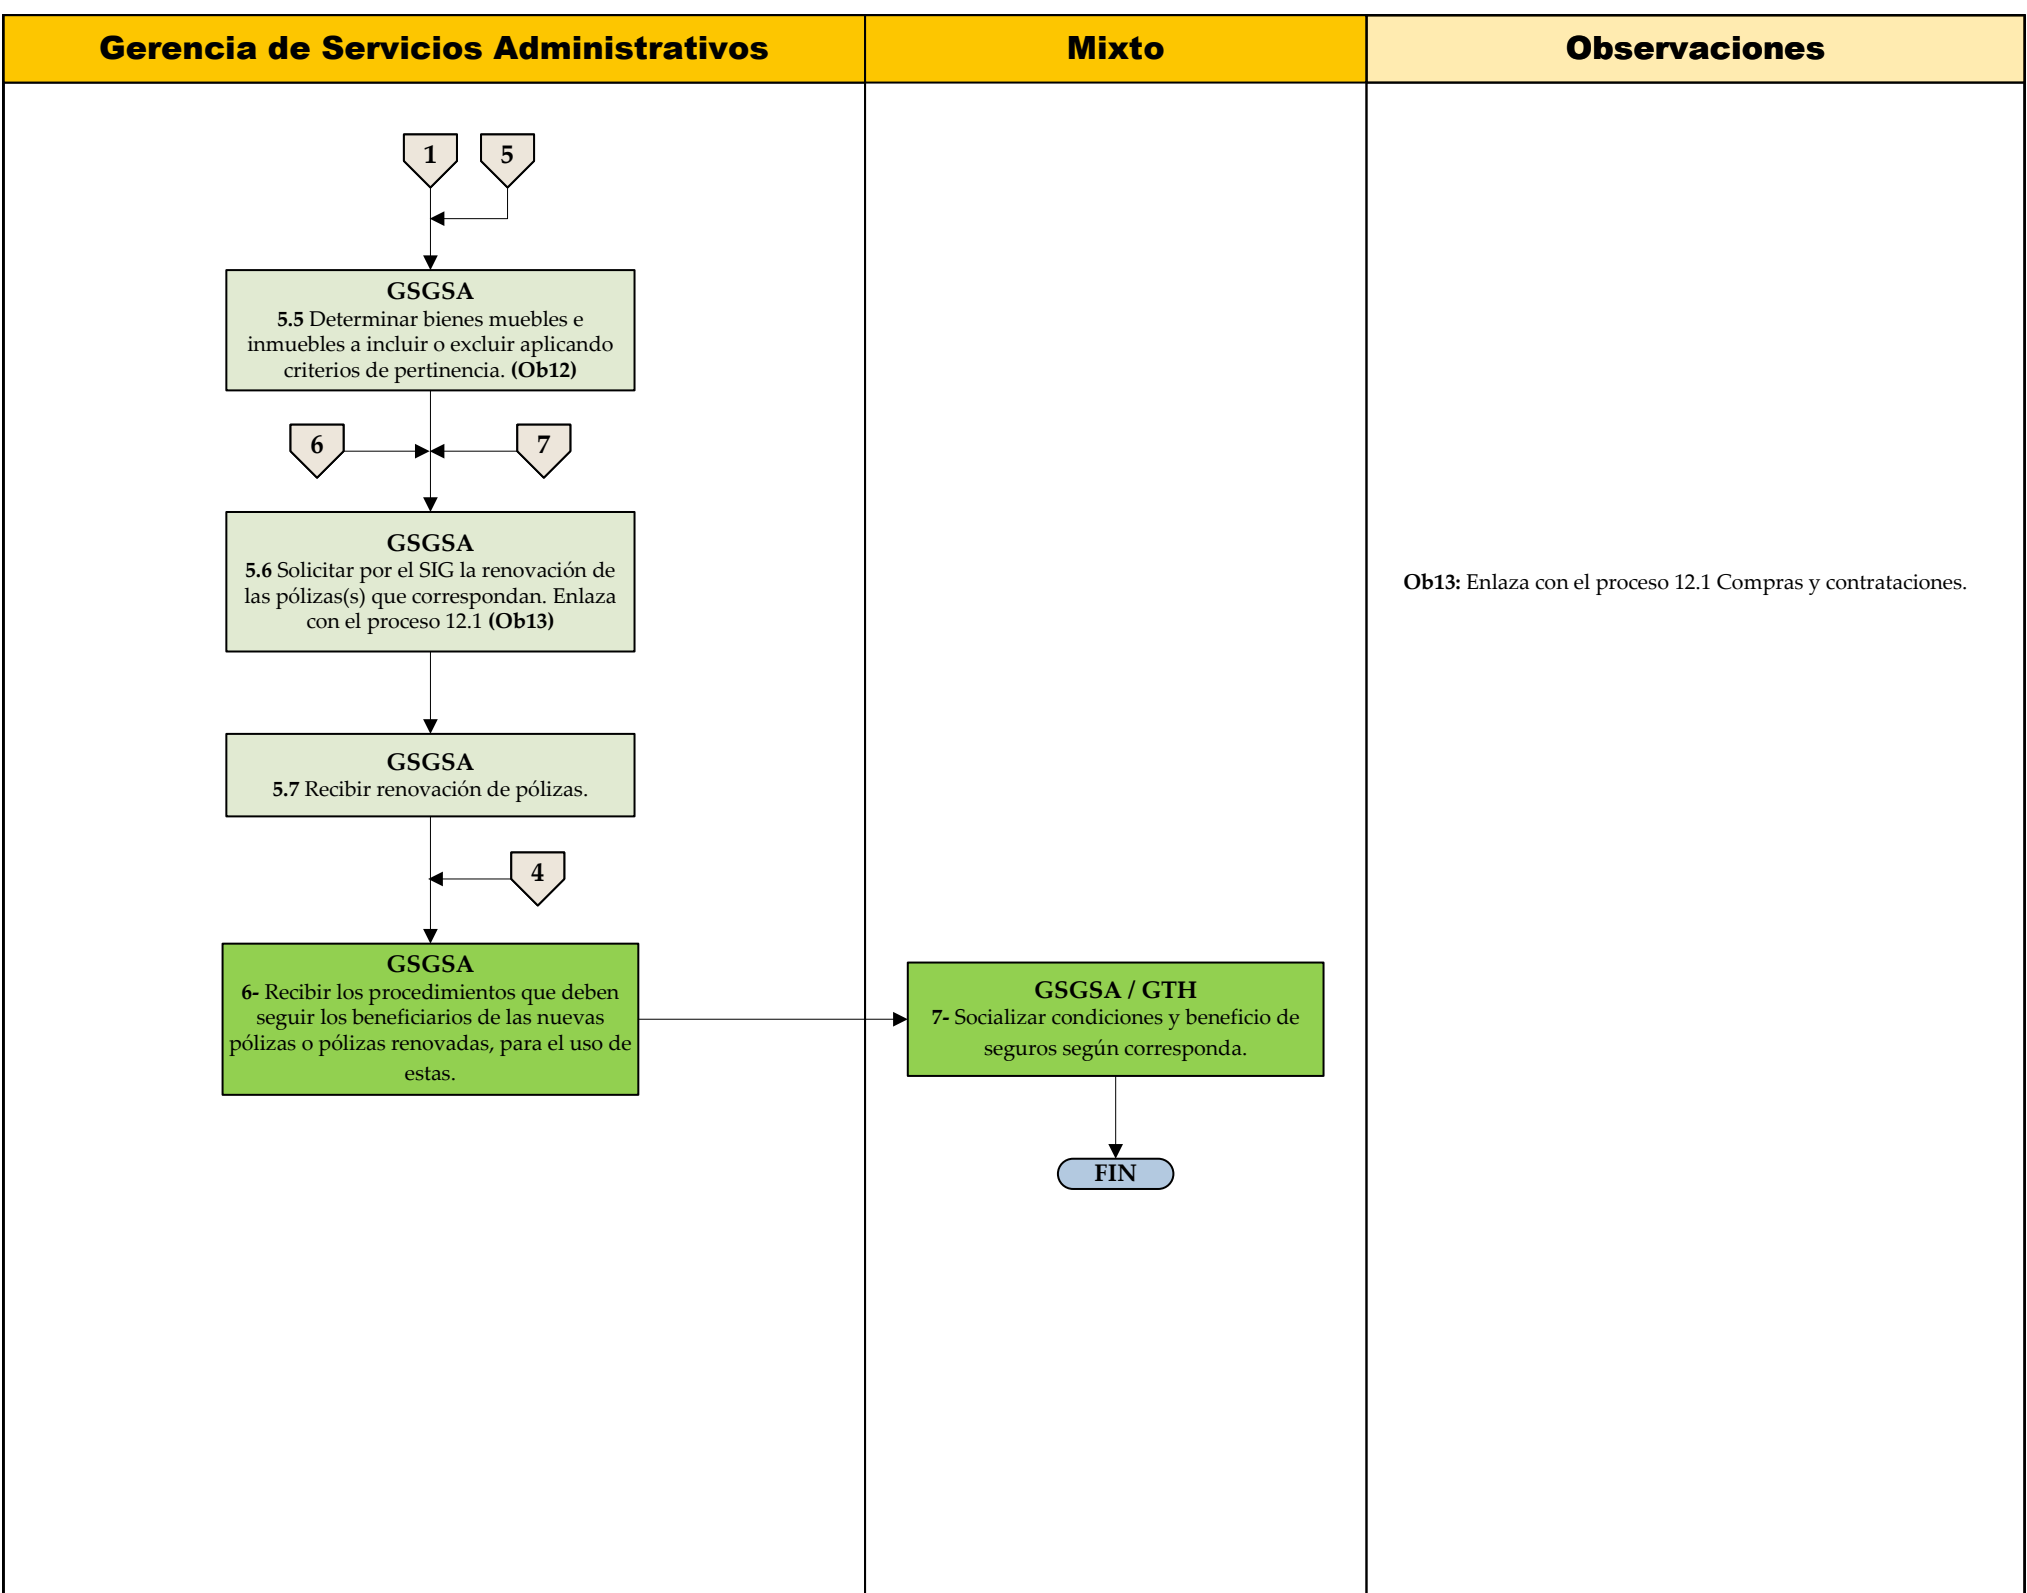 Gerencia de Servicios Administrativos
Mixto
Observaciones
1
5
GSGSA
5.5 Determinar bienes muebles e
inmuebles a incluir o excluir aplicando
criterios de pertinencia. (Ob12)
6
7
GSGSA
5.6 Solicitar por el SIG la renovación de
las pólizas(s) que correspondan. Enlaza
con el proceso 12.1 (Ob13)
Ob13: Enlaza con el proceso 12.1 Compras y contrataciones.
GSGSA
5.7 Recibir renovación de pólizas.
4
GSGSA
6- Recibir los procedimientos que deben
seguir los beneficiarios de las nuevas
pólizas o pólizas renovadas, para el uso de
estas.
GSGSA / GTH
7- Socializar condiciones y beneficio de
seguros según corresponda.
FIN